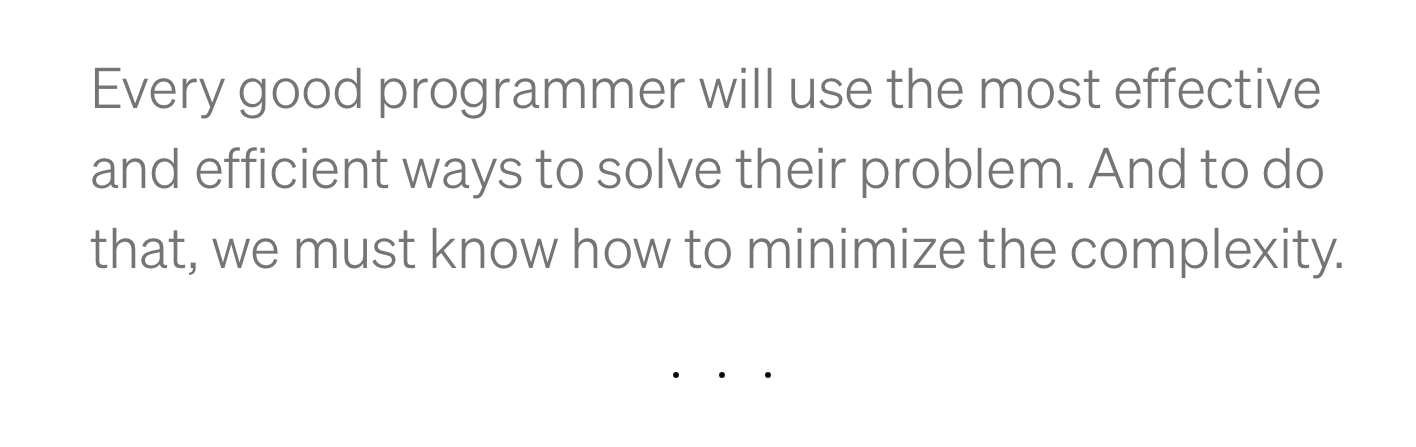 Every good programmer will use the most effective
and efficient ways to solve their problem. And to do
that, we must know how to minimize the complexity.
. . .